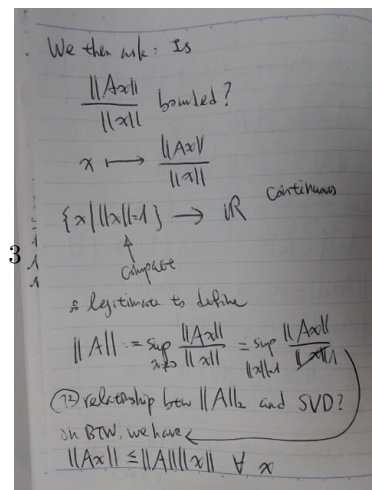 We then ask: Is
||Ax|| / ||x|| bounded?
x ⟼ ||Ax|| / ||x||
{x | ||x||=1} → ℝ continuous
↑
compact
3
so legitimate to define
||A|| := sup_{x≠0} ||Ax|| / ||x|| = sup_{||x||=1} ||Ax|| / ||x||
relationship btw ||A||₂ and SVD?
BTW, we have
||Ax|| ≤ ||A|| ||x|| ∀ x